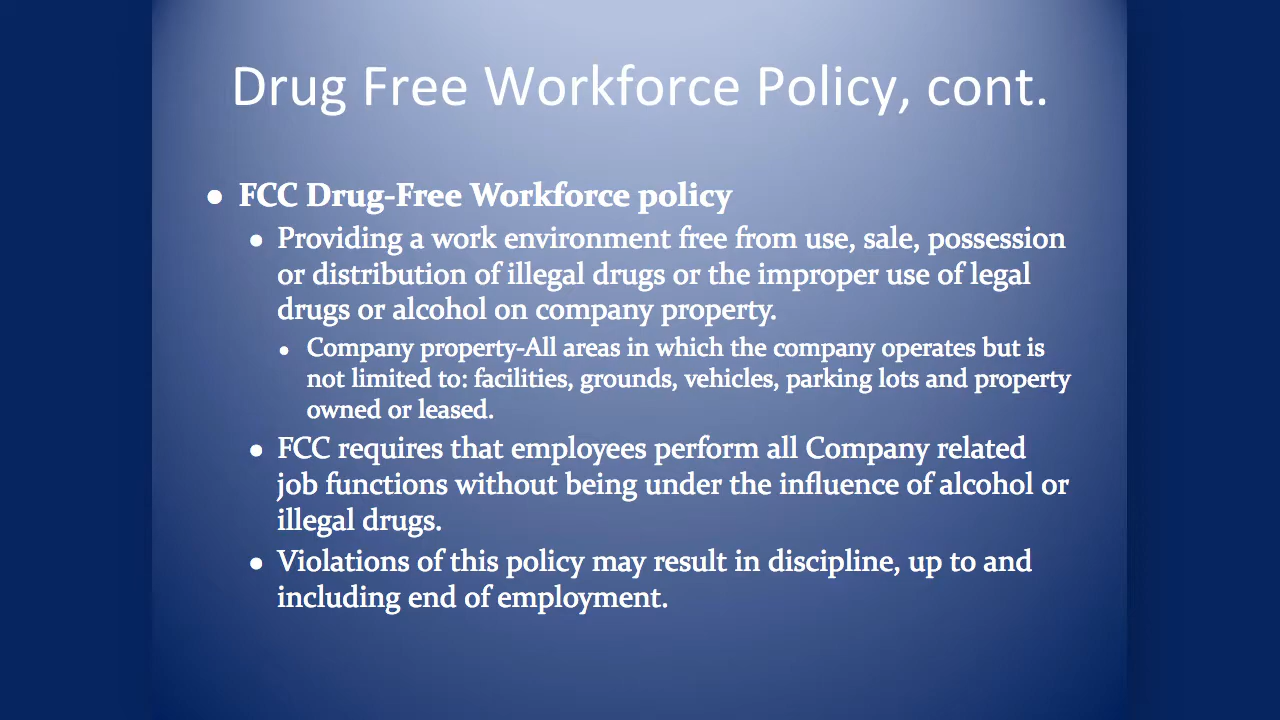 Drug Free Workforce Policy, cont.
• FCC Drug-Free Workforce policy
• Providing a work environment free from use, sale, possession
or distribution of illegal drugs or the improper use of legal
drugs or alcohol on company property.
• Company property-All areas in which the company operates but is
not limited to: facilities, grounds, vehicles, parking lots and property
owned or leased.
• FCC requires that employees perform all Company related
job functions without being under the influence of alcohol or
illegal drugs.
• Violations of this policy may result in discipline, up to and
including end of employment.